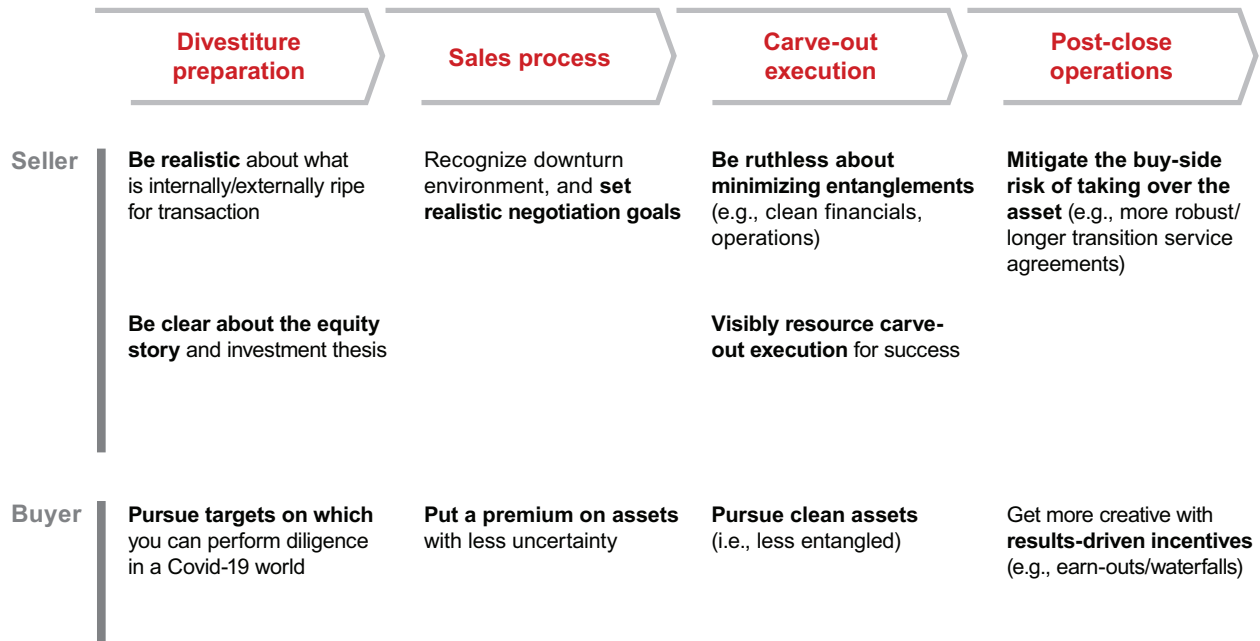 Divestiture
preparation
Sales process
Carve-out
execution
Post-close
operations
Seller
Be realistic about what
is internally/externally ripe
for transaction
Be clear about the equity
story and investment thesis
Recognize downturn
environment, and set
realistic negotiation goals
Be ruthless about
minimizing entanglements
(e.g., clean financials,
operations)
Visibly resource carve-
out execution for success
Mitigate the buy-side
risk of taking over the
asset (e.g., more robust/
longer transition service
agreements)
Buyer
Pursue targets on which
you can perform diligence
in a Covid-19 world
Put a premium on assets
with less uncertainty
Pursue clean assets
(i.e., less entangled)
Get more creative with
results-driven incentives
(e.g., earn-outs/waterfalls)